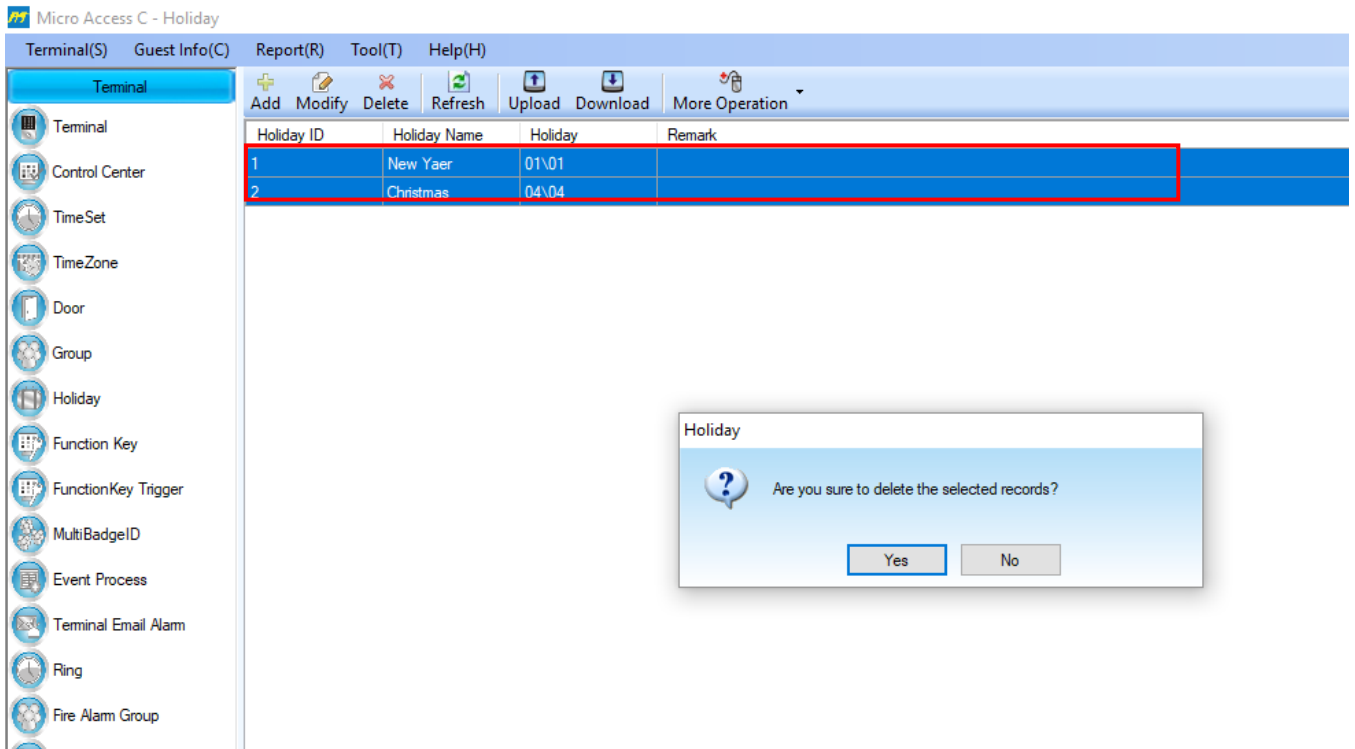 Micro Access C - Holiday
Terminal(S) Guest Info(C) Report(R) Tool(T) Help(H)
Terminal
Add Modify Delete Refresh Upload Download More Operation
Holiday ID Holiday Name Holiday Remark
1 New Yaer 01\01
2 Christmas 04\04
Terminal
Control Center
TimeSet
TimeZone
Door
Group
Holiday
Function Key
FunctionKey Trigger
MultiBadgeID
Event Process
Terminal Email Alarm
Ring
Fire Alarm Group
Holiday
Are you sure to delete the selected records?
Yes No